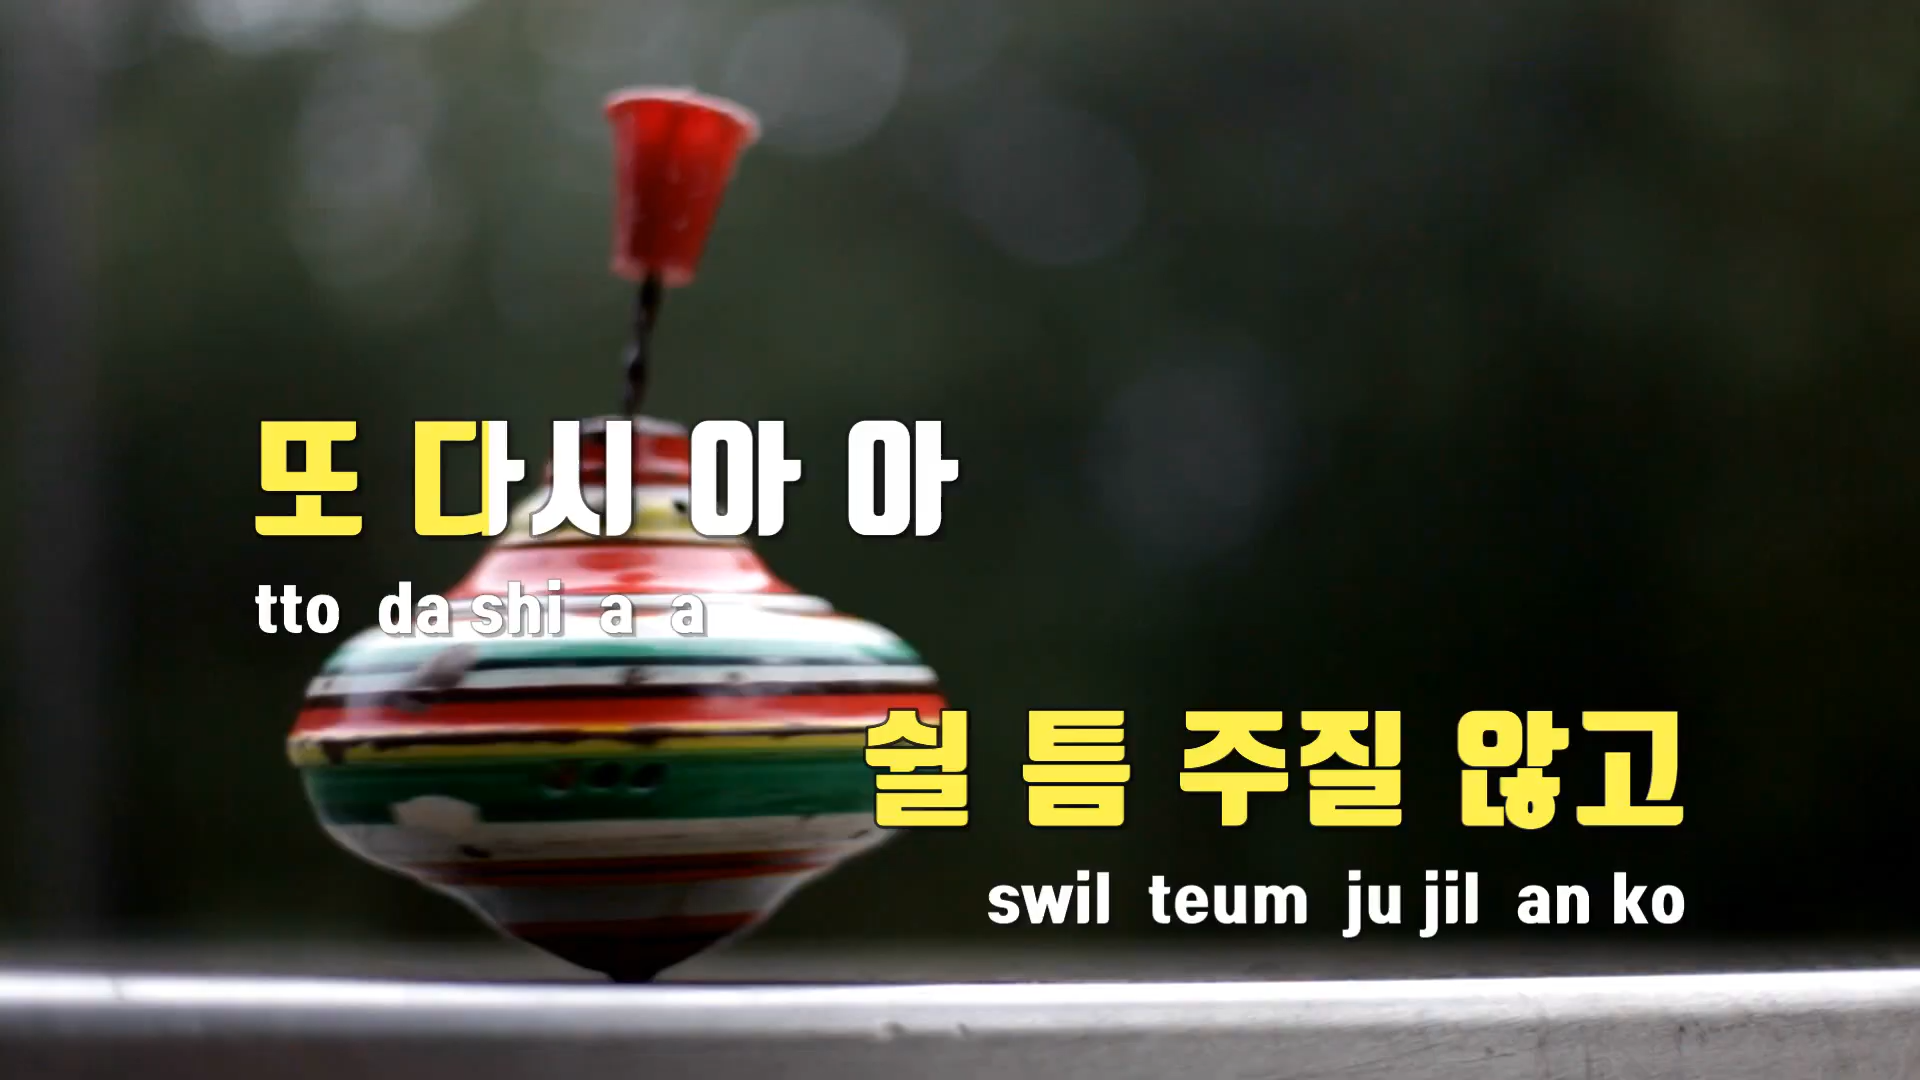 또 다시 아 아
tto da shi a a
쉴 틈 주질 않고
swil teum ju jil an ko